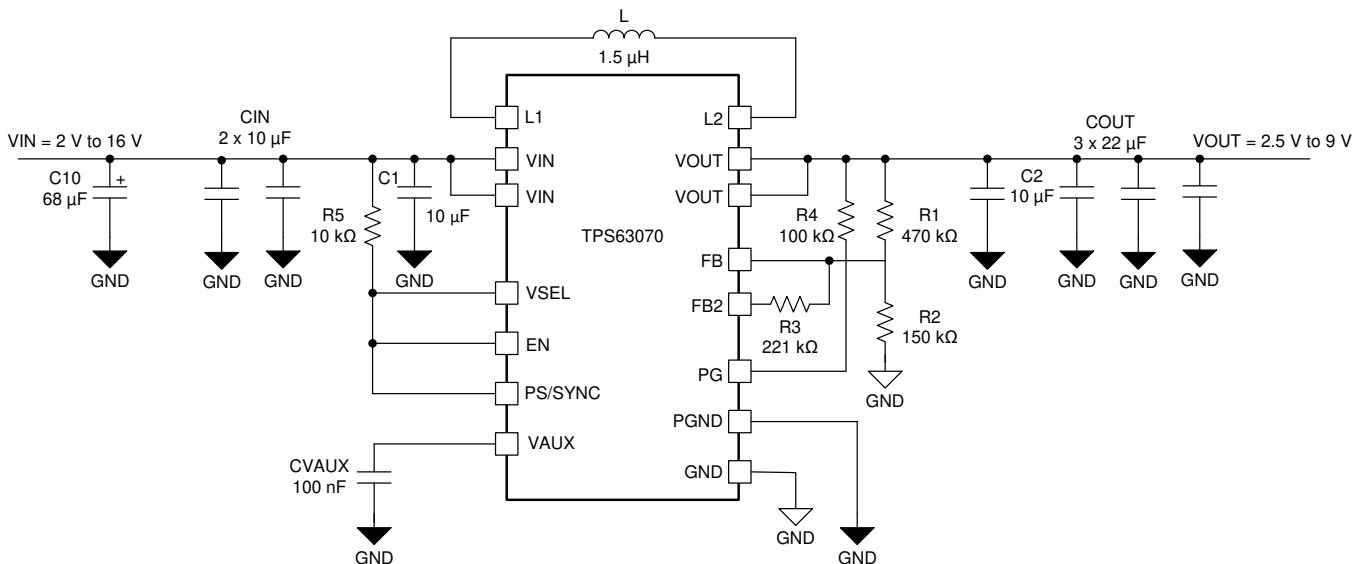 L
1.5 µH
L1
L2
CIN
2 x 10 µF
VIN = 2 V to 16 V
COUT
3 x 22 µF
VOUT = 2.5 V to 9 V
VIN
VOUT
C10
68 µF
+
C1
10 µF
VIN
VOUT
C2
10 µF
R5
10 kΩ
R4
100 kΩ
R1
470 kΩ
TPS63070
GND
GND
GND
GND
FB
GND
GND
GND
GND
VSEL
FB2
R3
221 kΩ
R2
150 kΩ
EN
PG
PS/SYNC
GND
PGND
VAUX
CVAUX
100 nF
GND
GND
GND
GND